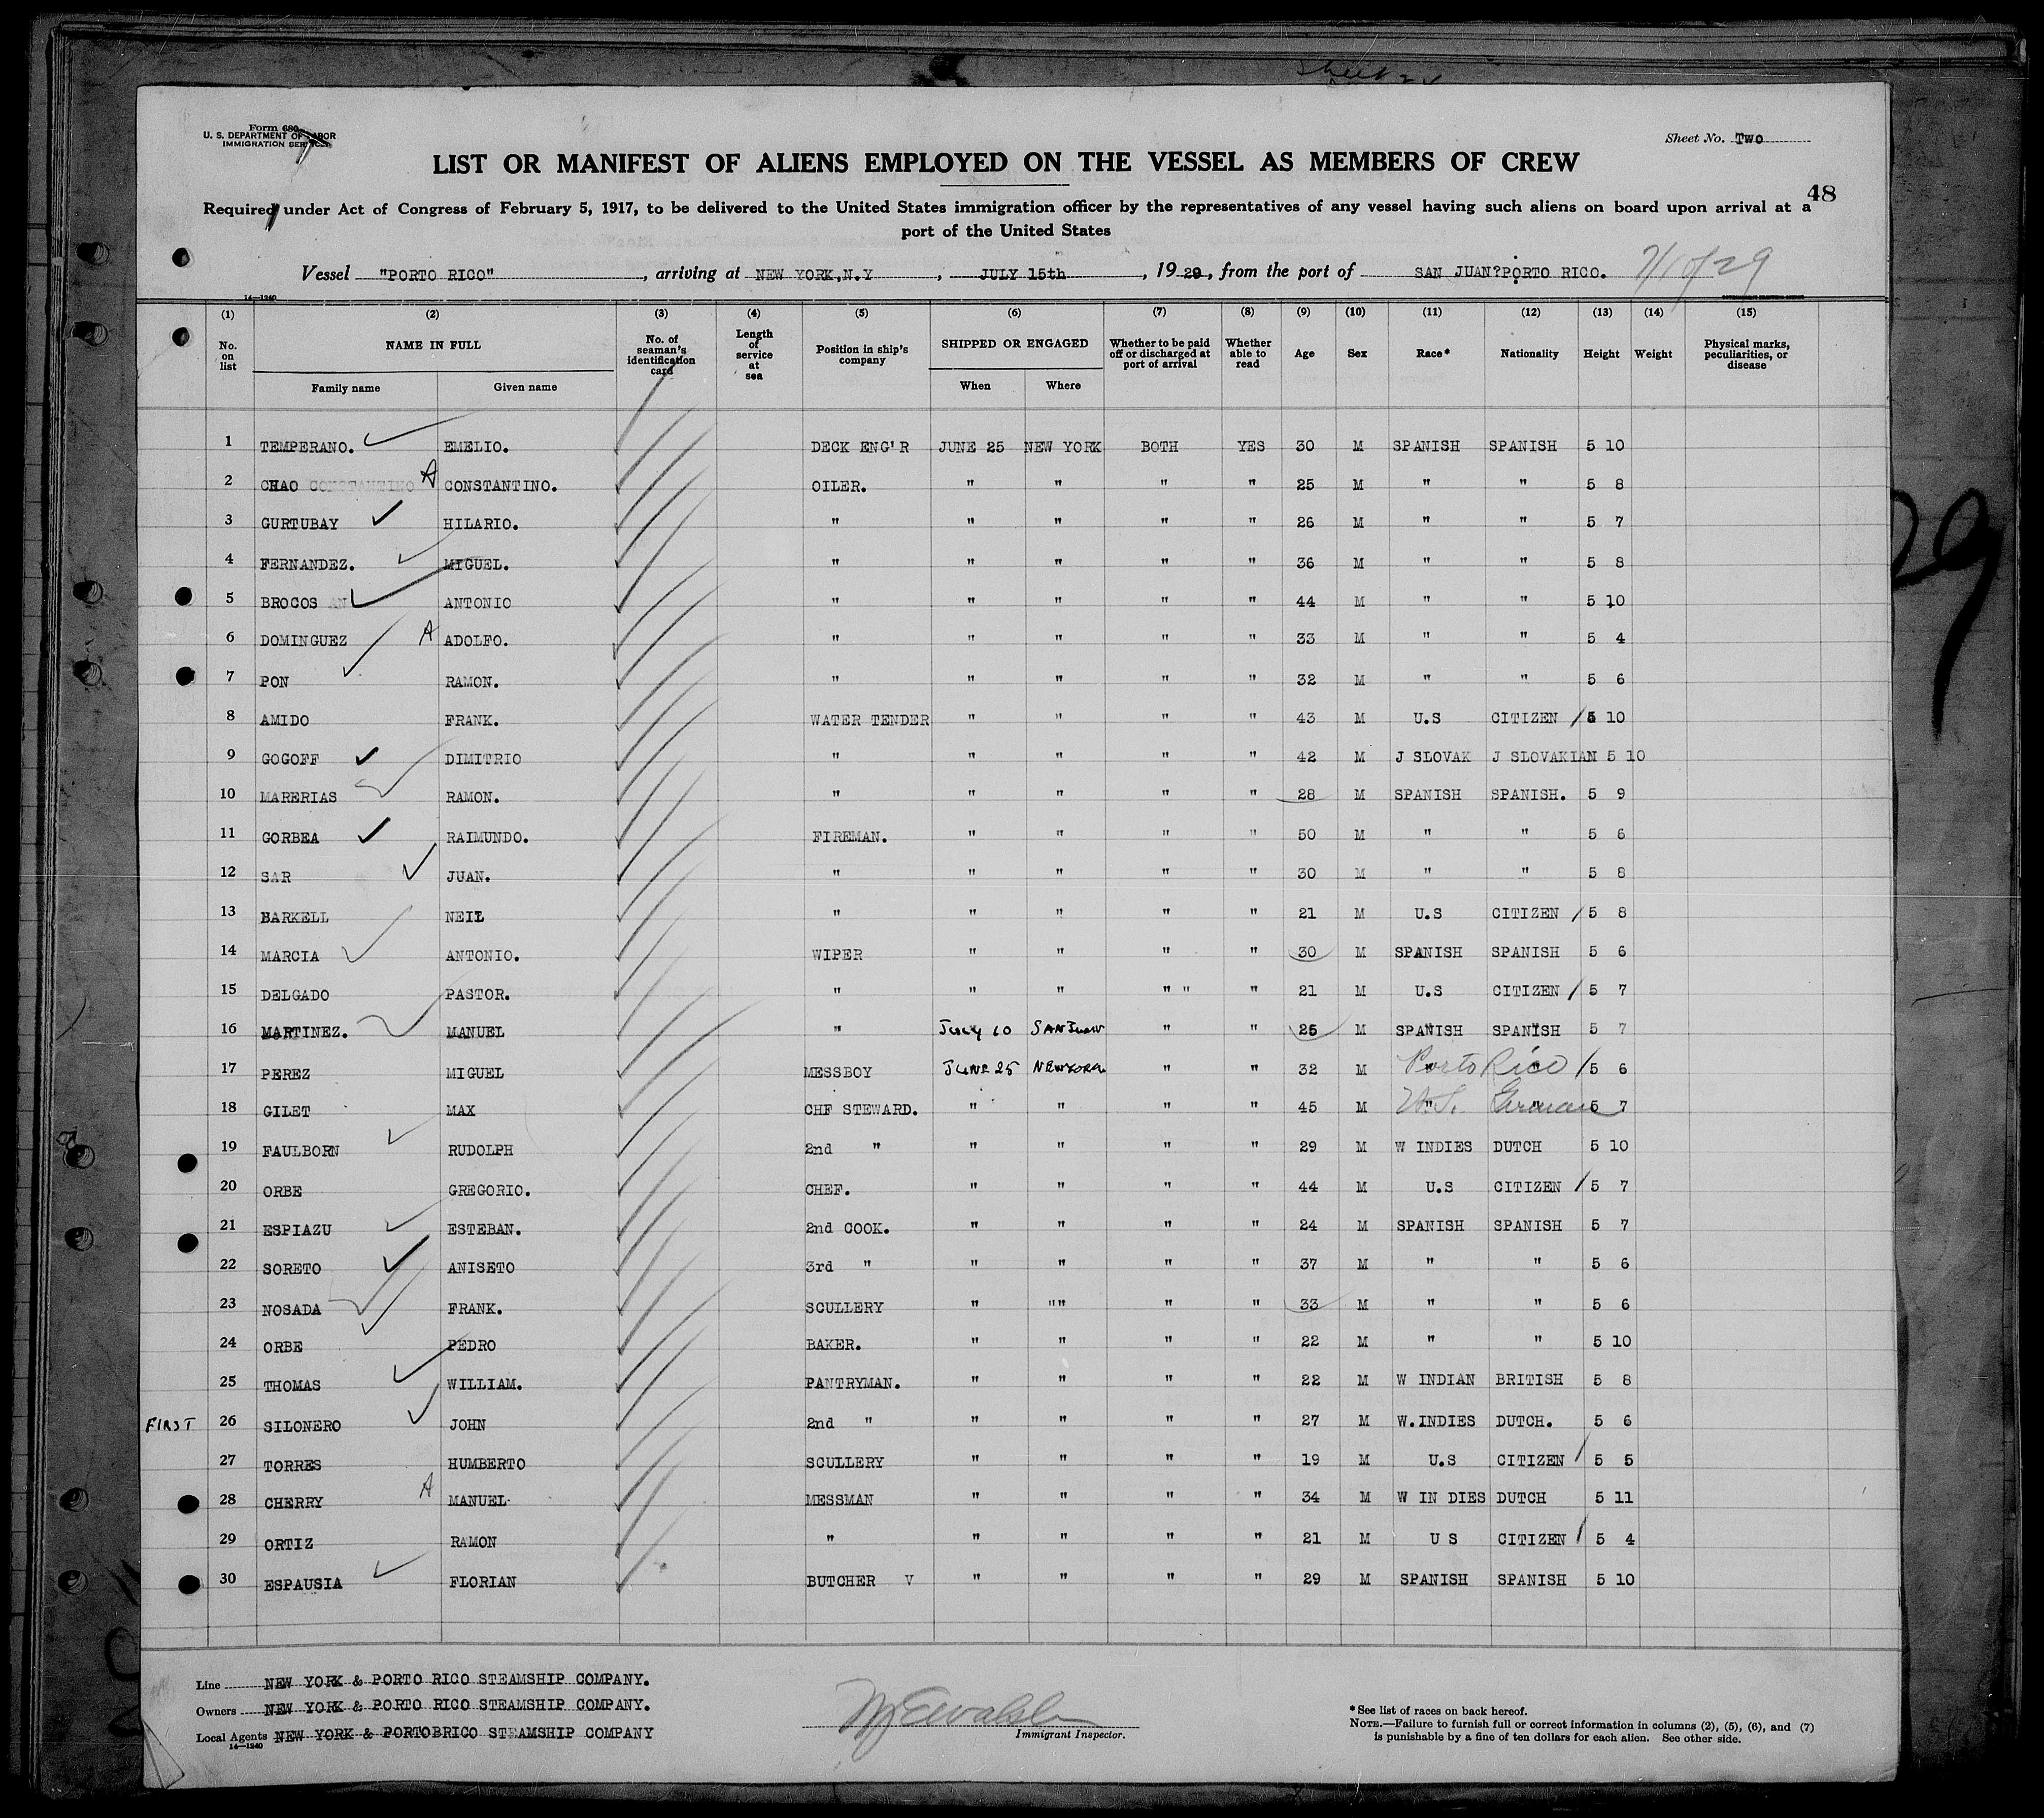 Form 680
U. S. DEPARTMENT OF LABOR
IMMIGRATION SERVICE
Sheet No. Two
LIST OR MANIFEST OF ALIENS EMPLOYED ON THE VESSEL AS MEMBERS OF CREW
48
Required under Act of Congress of February 5, 1917, to be delivered to the United States immigration officer by the representatives of any vessel having such aliens on board upon arrival at a
port of the United States
Vessel "PORTO RICO", arriving at NEW YORK,N.Y, JULY 15th, 1929, from the port of SAN JUAN?PORTO RICO.
14—1240
(1) (2) (3) (4) (5) (6) (7) (8) (9) (10) (11) (12) (13) (14) (15)
No. on list NAME IN FULL Family name Given name No. of seaman's identification card Length of service at sea Position in ship's company SHIPPED OR ENGAGED When Where Whether to be paid off or discharged at port of arrival Whether able to read Age Sex Race* Nationality Height Weight Physical marks, peculiarities, or disease
1 TEMPERANO. EMELIO. DECK ENG'R JUNE 25 NEW YORK BOTH YES 30 M SPANISH SPANISH 5 10
2 CHAO CONSTANTINO A CONSTANTINO. OILER. " " " " 25 M " " 5 8
3 GURTUBAY HILARIO. " " " " " 26 M " " 5 7
4 FERNANDEZ. MIGUEL. " " " " " 36 M " " 5 8
5 BROCOS AN ANTONIO " " " " " 44 M " " 5 10
6 DOMINGUEZ A ADOLFO. " " " " " 33 M " " 5 4
7 PON RAMON. " " " " " 32 M " " 5 6
8 AMIDO FRANK. WATER TENDER " " " " 43 M U.S CITIZEN / 5 10
9 GOGOFF DIMITRIO " " " " " 42 M J SLOVAK J SLOVAKIAN 5 10
10 MARERIAS RAMON. " " " " " 28 M SPANISH SPANISH. 5 9
11 GORBEA RAIMUNDO. FIREMAN. " " " " 50 M " " 5 6
12 SAR JUAN. " " " " " 30 M " " 5 8
13 BARKELL NEIL " " " " " 21 M U.S CITIZEN / 5 8
14 MARCIA ANTONIO. WIPER " " " " 30 M SPANISH SPANISH 5 6
15 DELGADO PASTOR. " " " " " " 21 M U.S CITIZEN / 5 7
16 MARTINEZ. MANUEL " JULY 10 SAN JUAN " " 25 M SPANISH SPANISH 5 7
17 PEREZ MIGUEL MESSBOY JUNE 25 NEWYORK " " 32 M Porto Rico / 5 6
18 GILET MAX CHF STEWARD. " " " " 45 M U.S. German 5 7
19 FAULBORN RUDOLPH 2nd " " " " " 29 M W INDIES DUTCH 5 10
20 ORBE GREGORIO. CHEF. " " " " 44 M U.S CITIZEN / 5 7
21 ESPIAZU ESTEBAN. 2nd COOK. " " " " 24 M SPANISH SPANISH 5 7
22 SORETO ANISETO 3rd " " " " " 37 M " " 5 6
23 NOSADA FRANK. SCULLERY " "" " " 33 M " " 5 6
24 ORBE PEDRO BAKER. " " " " 22 M " " 5 10
25 THOMAS WILLIAM. PANTRYMAN. " " " " 22 M W INDIAN BRITISH 5 8
FIRST 26 SILONERO JOHN 2nd " " " " " 27 M W.INDIES DUTCH. 5 6
27 TORRES HUMBERTO SCULLERY " " " " 19 M U.S CITIZEN / 5 5
28 CHERRY A MANUEL MESSMAN " " " " 34 M W IN DIES DUTCH 5 11
29 ORTIZ RAMON " " " " " 21 M U S CITIZEN / 5 4
30 ESPAUSIA FLORIAN BUTCHER V " " " " 29 M SPANISH SPANISH 5 10
Line NEW YORK & PORTO RICO STEAMSHIP COMPANY.
Owners NEW YORK & PORTO RICO STEAMSHIP COMPANY.
Local Agents NEW YORK & PORTOBRICO STEAMSHIP COMPANY
14—1240
Immigrant Inspector.
* See list of races on back hereof.
NOTE.—Failure to furnish full or correct information in columns (2), (5), (6), and (7)
is punishable by a fine of ten dollars for each alien. See other side.